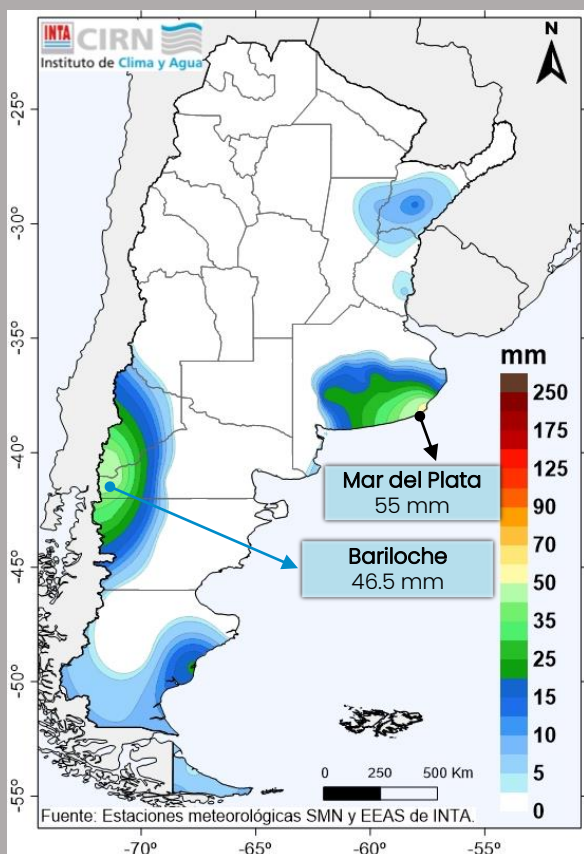 INTA CIRN
Instituto de Clima y Agua
N
-25°
-30°
-35°
-40°
-45°
-50°
-55°
mm
250
175
125
90
70
50
35
25
15
10
5
0
Mar del Plata
55 mm
Bariloche
46.5 mm
0 250 500 Km
Fuente: Estaciones meteorológicas SMN y EEAS de INTA.
-70° -65° -60° -55°